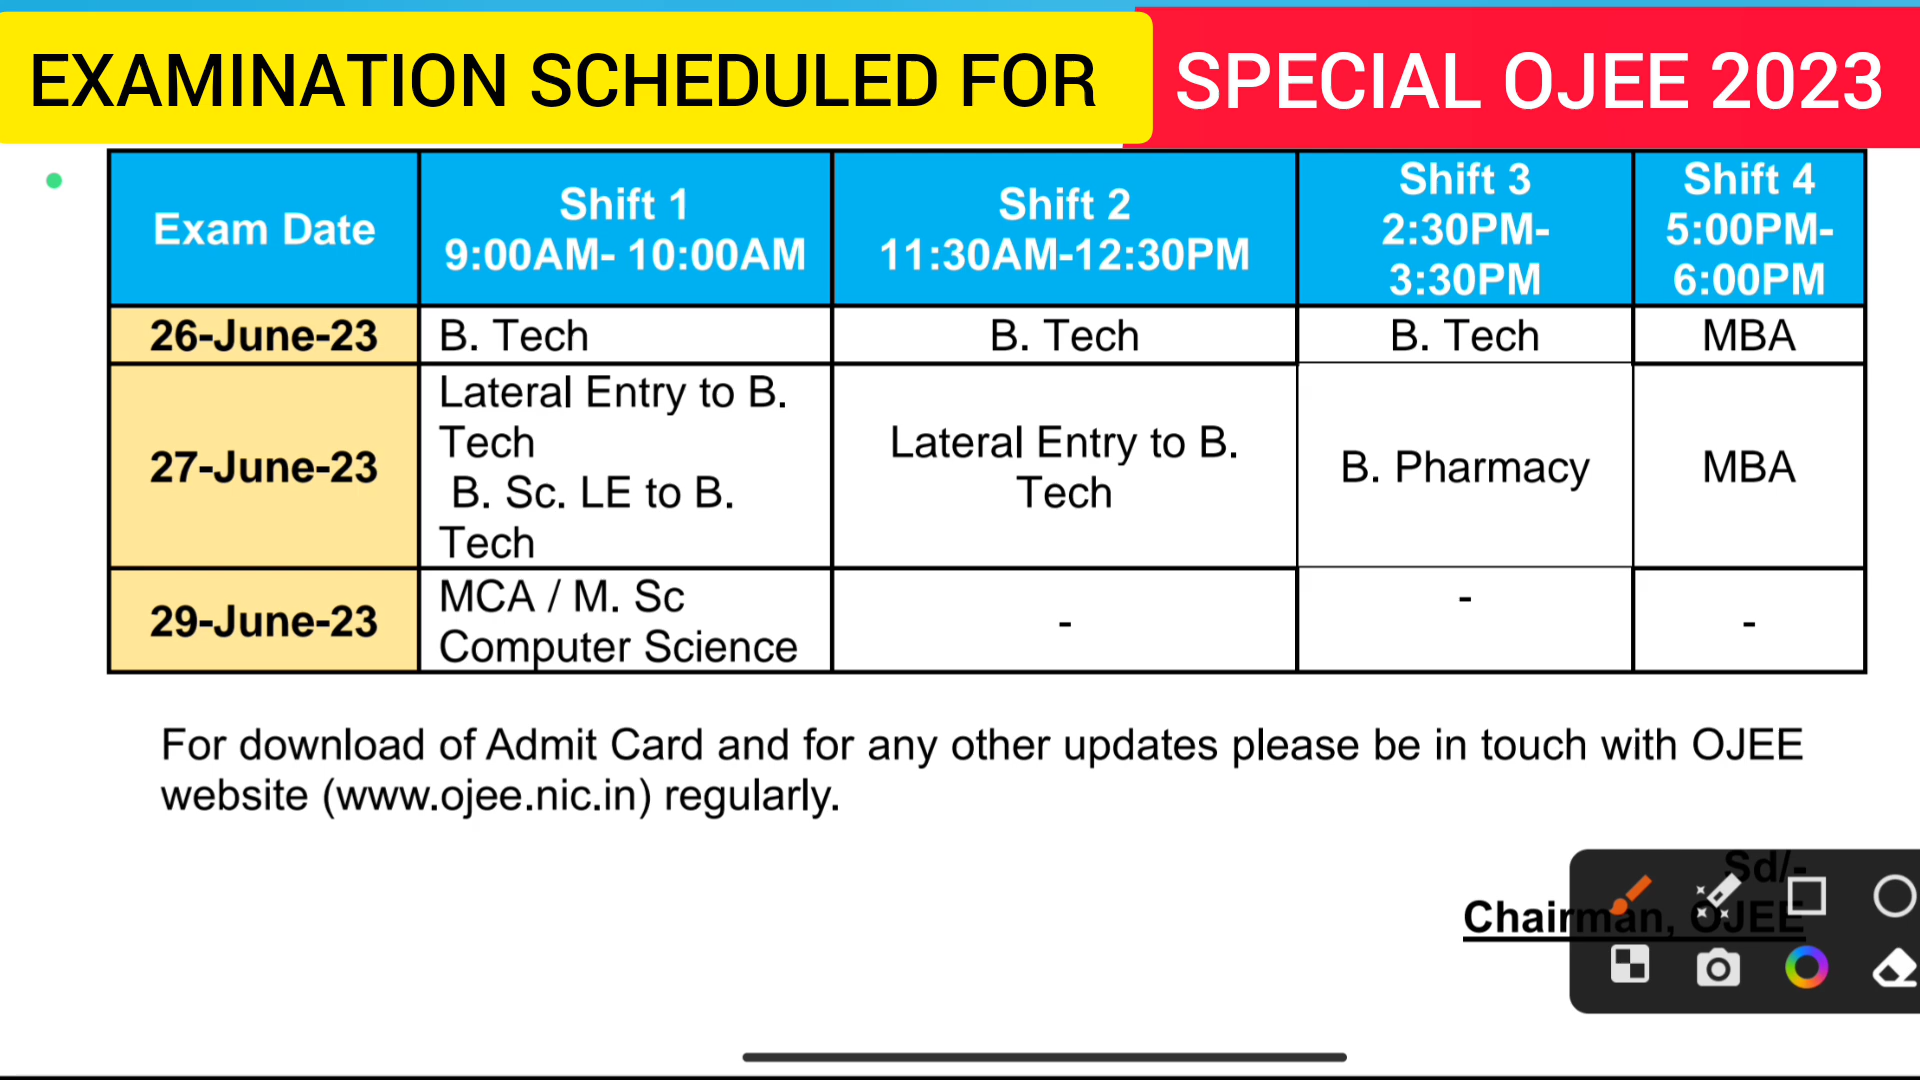 EXAMINATION SCHEDULED FOR SPECIAL OJEE 2023
Exam Date
Shift 1
9:00AM- 10:00AM
Shift 2
11:30AM-12:30PM
Shift 3
2:30PM-
3:30PM
Shift 4
5:00PM-
6:00PM
26-June-23
B. Tech
B. Tech
B. Tech
MBA
27-June-23
Lateral Entry to B.
Tech
B. Sc. LE to B.
Tech
Lateral Entry to B.
Tech
B. Pharmacy
MBA
29-June-23
MCA / M. Sc
Computer Science
-
-
-
For download of Admit Card and for any other updates please be in touch with OJEE
website (www.ojee.nic.in) regularly.
Sd/-
Chairman, OJEE